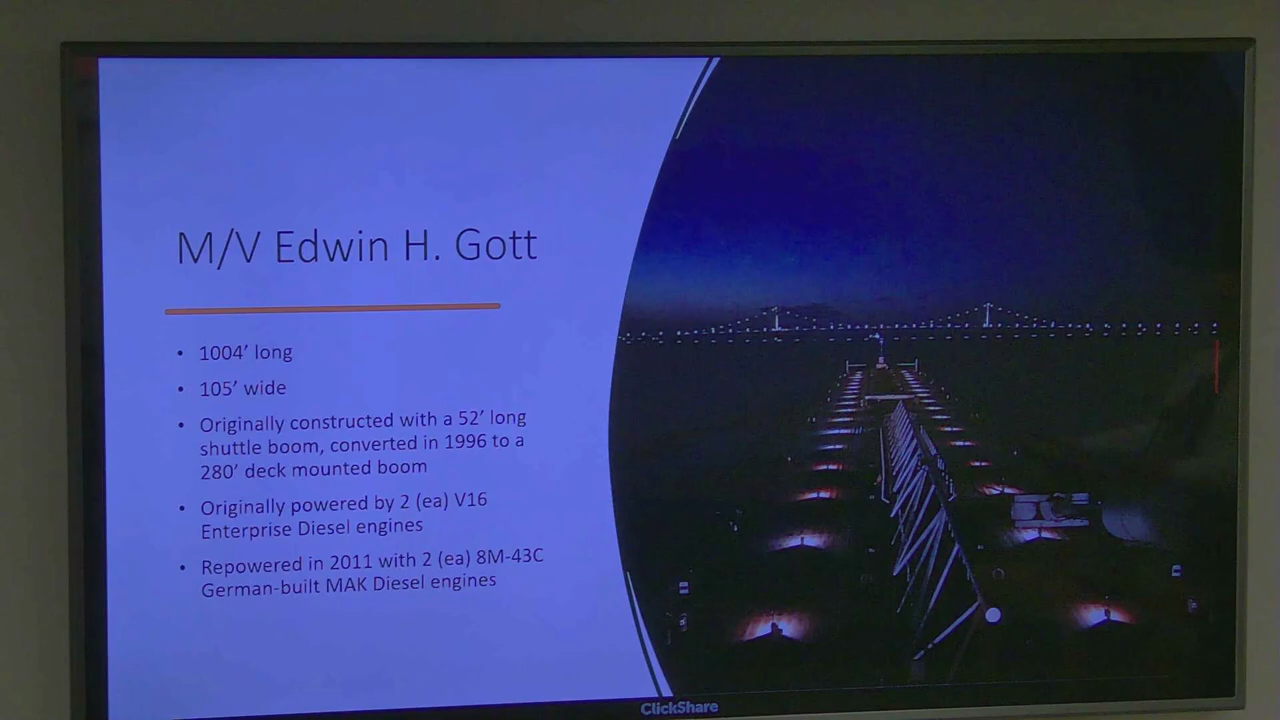 M/V Edwin H. Gott
• 1004’ long
• 105’ wide
• Originally constructed with a 52’ long
shuttle boom, converted in 1996 to a
280’ deck mounted boom
• Originally powered by 2 (ea) V16
Enterprise Diesel engines
• Repowered in 2011 with 2 (ea) 8M-43C
German-built MAK Diesel engines
ClickShare